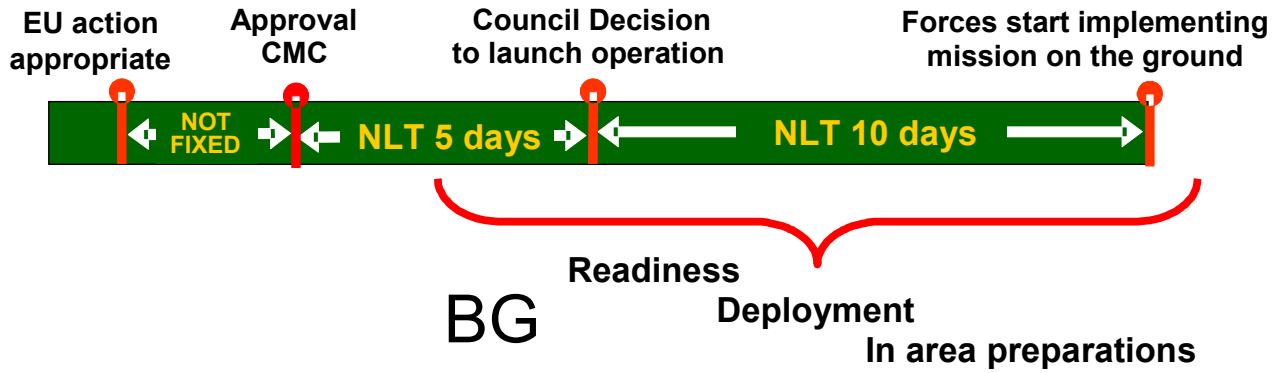 EU action
appropriate
Approval
CMC
Council Decision
to launch operation
Forces start implementing
mission on the ground
NOT
FIXED
NLT 5 days
NLT 10 days
Readiness
BG
Deployment
In area preparations